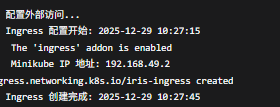 配置外部访问...
Ingress 配置开始: 2025-12-29 10:27:15
The 'ingress' addon is enabled
Minikube IP 地址: 192.168.49.2
gress.networking.k8s.io/iris-ingress created
Ingress 创建完成: 2025-12-29 10:27:45